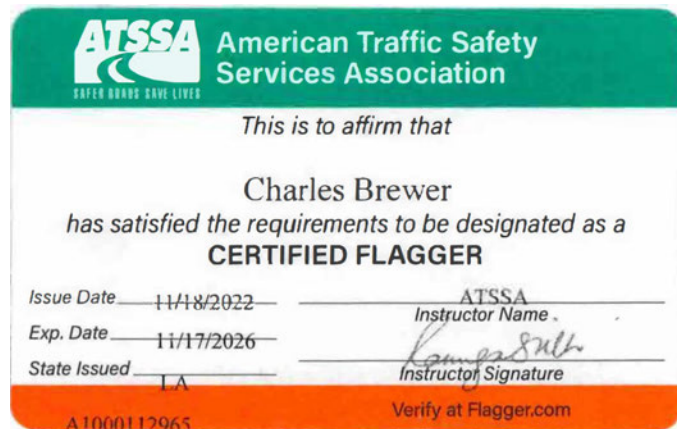 ATSSA
SAFER ROADS SAVE LIVES
American Traffic Safety
Services Association
This is to affirm that
Charles Brewer
has satisfied the requirements to be designated as a
CERTIFIED FLAGGER
Issue Date 11/18/2022
ATSSA
Instructor Name
Exp. Date 11/17/2026
State Issued LA
Instructor Signature
A1000112965
Verify at Flagger.com